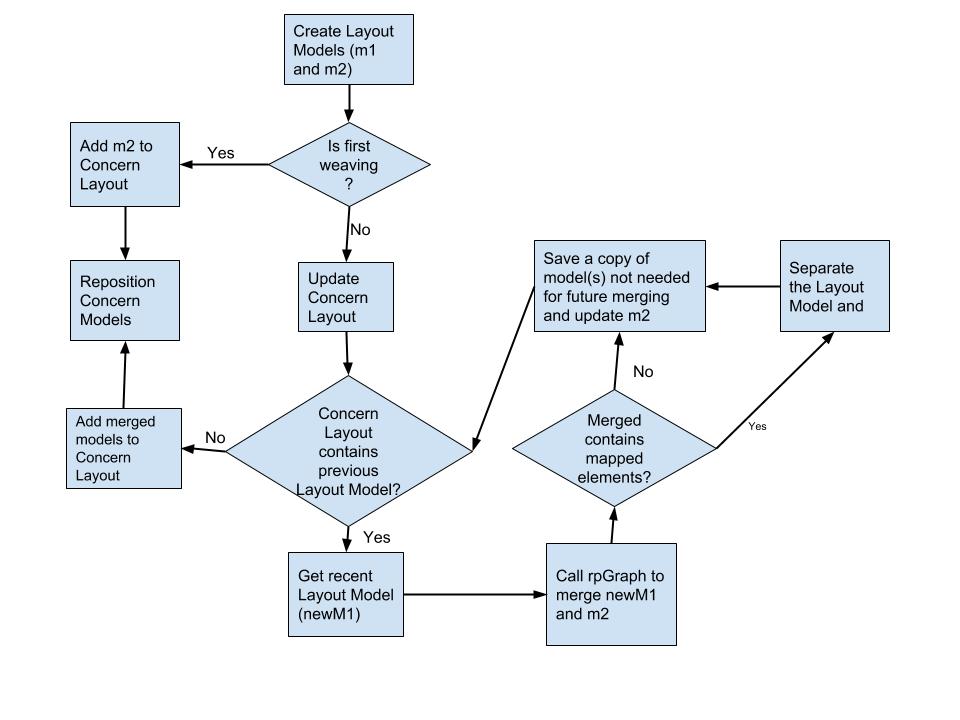 Create Layout
Models (m1
and m2)
Is first
weaving
?
Yes
Add m2 to
Concern
Layout
No
Reposition
Concern
Models
Update
Concern
Layout
Save a copy of
model(s) not needed
for future merging
and update m2
Separate
the Layout
Model and
No
Merged
contains
mapped
elements?
Yes
Concern
Layout
contains
previous
Layout Model?
No
Add merged
models to
Concern
Layout
Yes
Get recent
Layout Model
(newM1)
Call rpGraph to
merge newM1
and m2